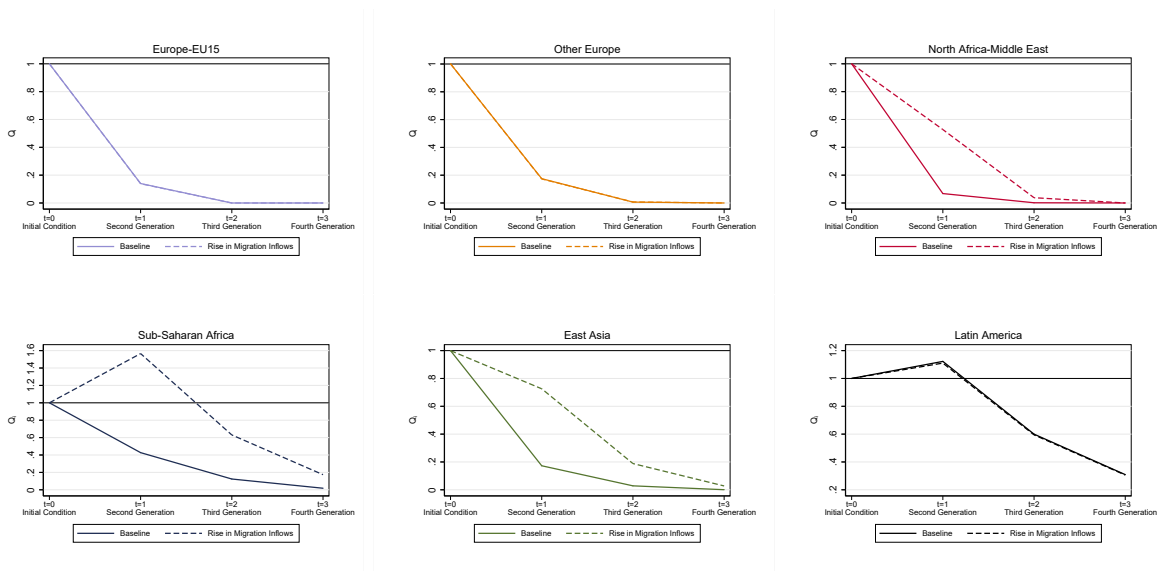 Europe-EU15
1
.8
.6
.4
.2
0
Qᵢ
t=0 t=1 t=2 t=3
Initial Condition Second Generation Third Generation Fourth Generation
Baseline Rise in Migration Inflows
Other Europe
1
.8
.6
.4
.2
0
Qᵢ
t=0 t=1 t=2 t=3
Initial Condition Second Generation Third Generation Fourth Generation
Baseline Rise in Migration Inflows
North Africa-Middle East
1
.8
.6
.4
.2
0
Qᵢ
t=0 t=1 t=2 t=3
Initial Condition Second Generation Third Generation Fourth Generation
Baseline Rise in Migration Inflows
Sub-Saharan Africa
1.6
1.4
1.2
1
.8
.6
.4
.2
0
Qᵢ
t=0 t=1 t=2 t=3
Initial Condition Second Generation Third Generation Fourth Generation
Baseline Rise in Migration Inflows
East Asia
1
.8
.6
.4
.2
0
Qᵢ
t=0 t=1 t=2 t=3
Initial Condition Second Generation Third Generation Fourth Generation
Baseline Rise in Migration Inflows
Latin America
1.2
1
.8
.6
.4
.2
Qᵢ
t=0 t=1 t=2 t=3
Initial Condition Second Generation Third Generation Fourth Generation
Baseline Rise in Migration Inflows